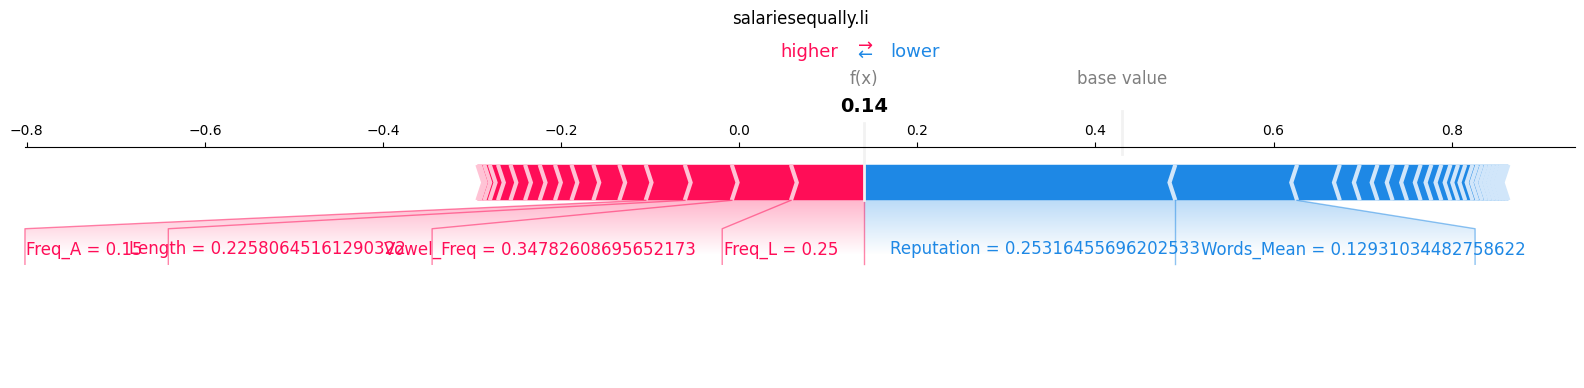 salariesequally.li
higher ⇄ lower
f(x) base value
0.14
−0.8 −0.6 −0.4 −0.2 0.0 0.2 0.4 0.6 0.8
Freq_A = 0.15 Length = 0.22580645161290322 Vowel_Freq = 0.34782608695652173 Freq_L = 0.25 Reputation = 0.25316455696202533 Words_Mean = 0.12931034482758622